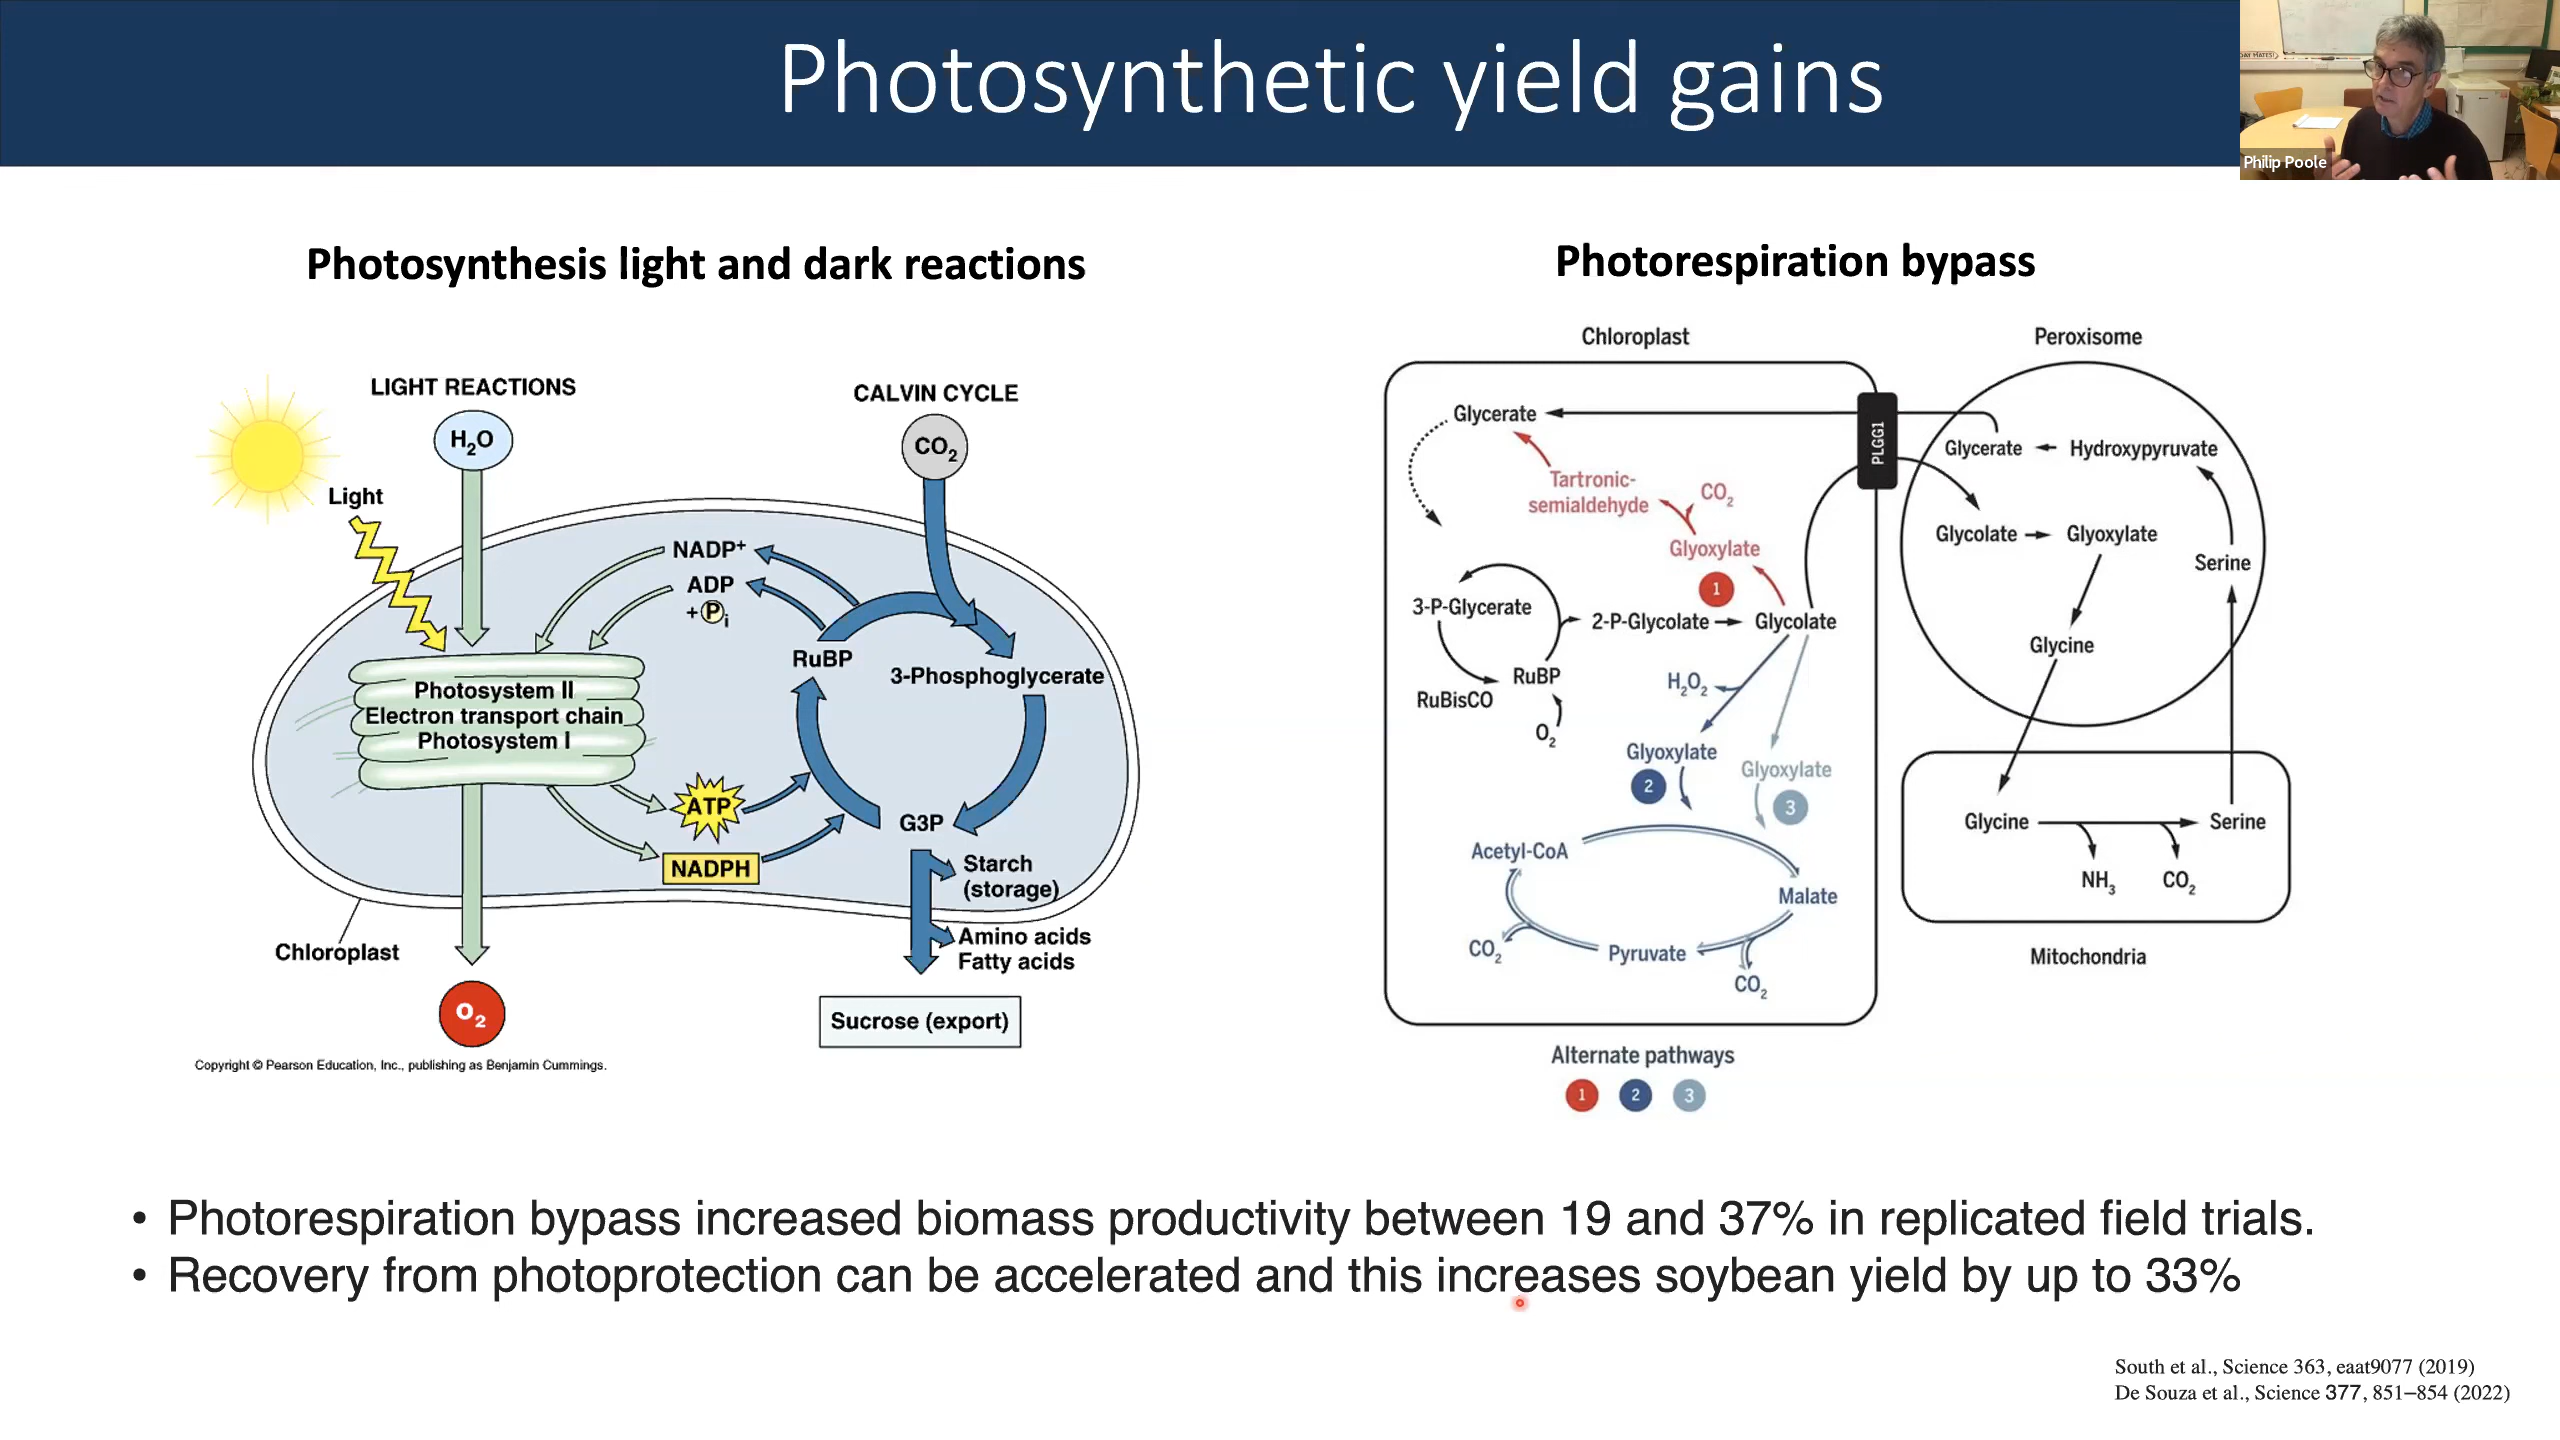 Photosynthetic yield gains
DAY MATES!
Philip Poole
Photosynthesis light and dark reactions
LIGHT REACTIONS
H₂O
Light
CALVIN CYCLE
CO₂
NADP⁺
ADP
+ Pᵢ
RuBP
3-Phosphoglycerate
Photosystem II
Electron transport chain
Photosystem I
ATP
NADPH
G3P
Starch
(storage)
Amino acids
Fatty acids
Chloroplast
O₂
Sucrose (export)
Copyright © Pearson Education, Inc., publishing as Benjamin Cummings.
Photorespiration bypass
Chloroplast
Peroxisome
Glycerate
PLGG1
Glycerate
Hydroxypyruvate
Tartronic-
semialdehyde
CO₂
Glyoxylate
1
Glycolate
Glyoxylate
Serine
3-P-Glycerate
2-P-Glycolate
Glycolate
Glycine
RuBP
RuBisCO
O₂
H₂O₂
Glyoxylate
2
Glyoxylate
3
Glycine
Serine
NH₃
CO₂
Mitochondria
Acetyl-CoA
Malate
Pyruvate
CO₂
CO₂
Alternate pathways
1 2 3
• Photorespiration bypass increased biomass productivity between 19 and 37% in replicated field trials.
• Recovery from photoprotection can be accelerated and this increases soybean yield by up to 33%
South et al., Science 363, eaat9077 (2019)
De Souza et al., Science 377, 851–854 (2022)